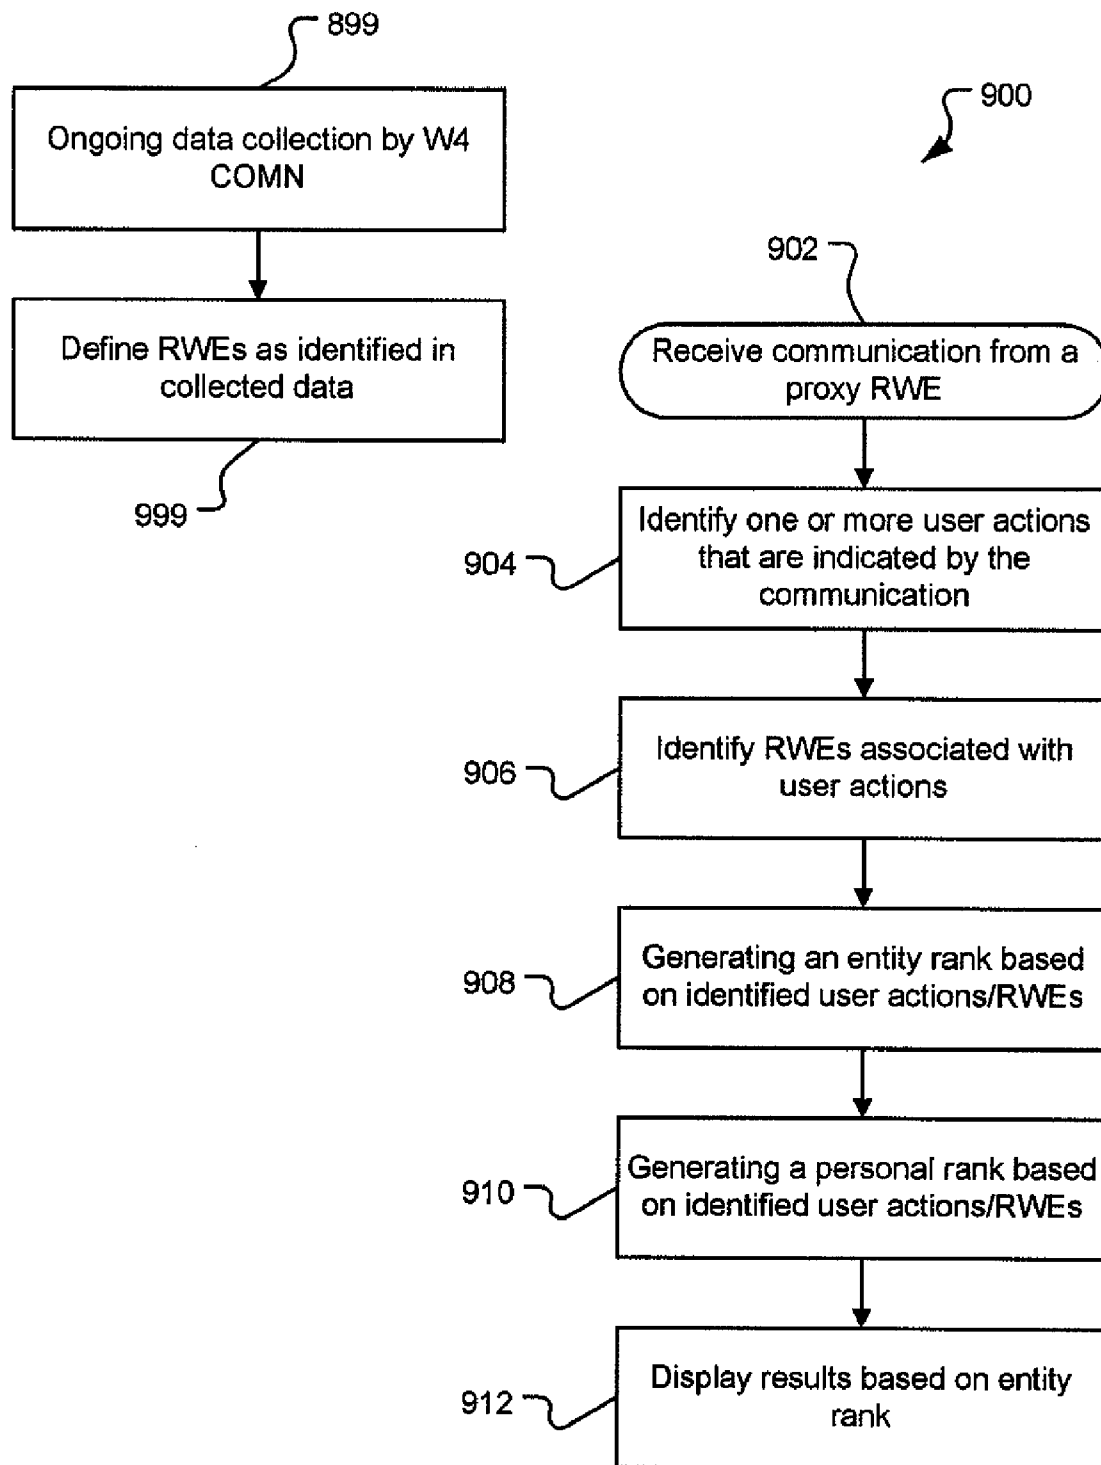 899
Ongoing data collection by W4
COMN
Define RWEs as identified in
collected data
999
900
902
Receive communication from a
proxy RWE
904
Identify one or more user actions
that are indicated by the
communication
906
Identify RWEs associated with
user actions
908
Generating an entity rank based
on identified user actions/RWEs
910
Generating a personal rank based
on identified user actions/RWEs
912
Display results based on entity
rank